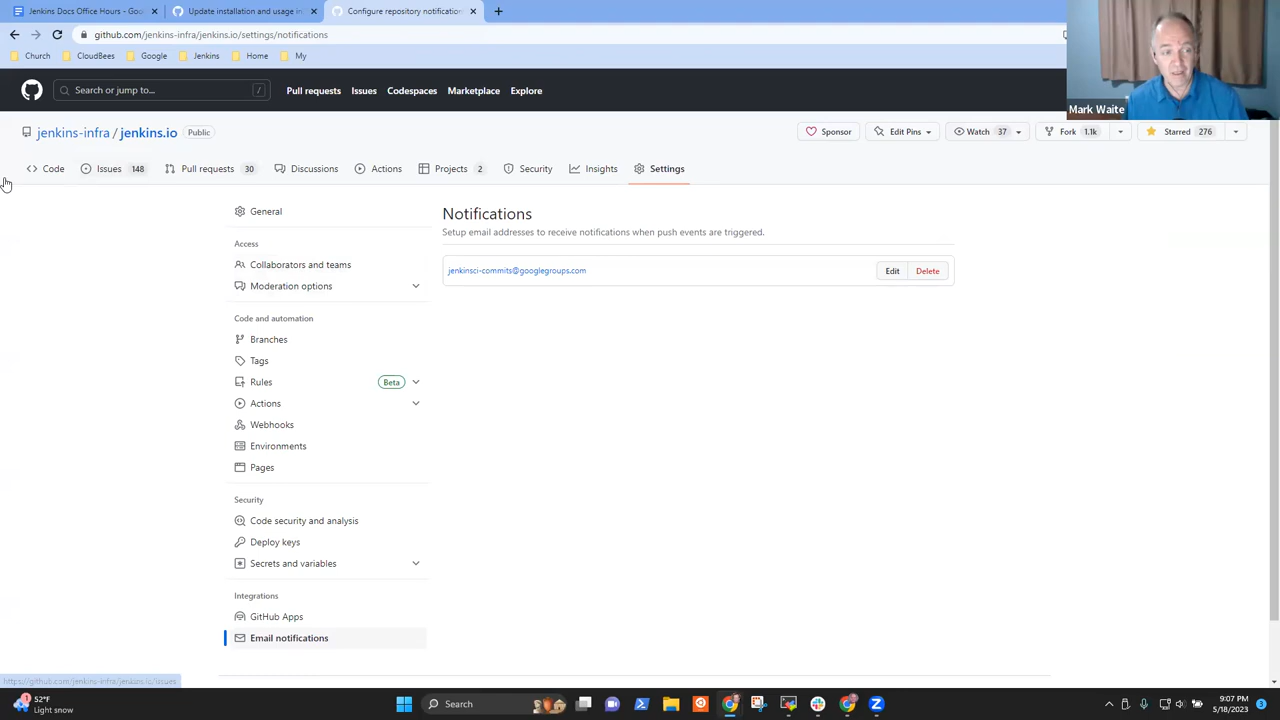 Jenkins Docs Office Hours - Goo
Update installation and usage in
Configure repository notification
github.com/jenkins-infra/jenkins.io/settings/notifications
Church
CloudBees
Google
Jenkins
Home
My
Search or jump to...
/
Pull requests
Issues
Codespaces
Marketplace
Explore
Mark Waite
jenkins-infra / jenkins.io
Public
Sponsor
Edit Pins
Watch 37
Fork 1.1k
Starred 276
Code
Issues 148
Pull requests 30
Discussions
Actions
Projects 2
Security
Insights
Settings
General
Access
Collaborators and teams
Moderation options
Code and automation
Branches
Tags
Rules
Beta
Actions
Webhooks
Environments
Pages
Security
Code security and analysis
Deploy keys
Secrets and variables
Integrations
GitHub Apps
Email notifications
Notifications
Setup email addresses to receive notifications when push events are triggered.
jenkinsci-commits@googlegroups.com
Edit
Delete
https://github.com/jenkins-infra/jenkins.io/issues
52°F
Light snow
Search
9:07 PM
5/18/2023
3